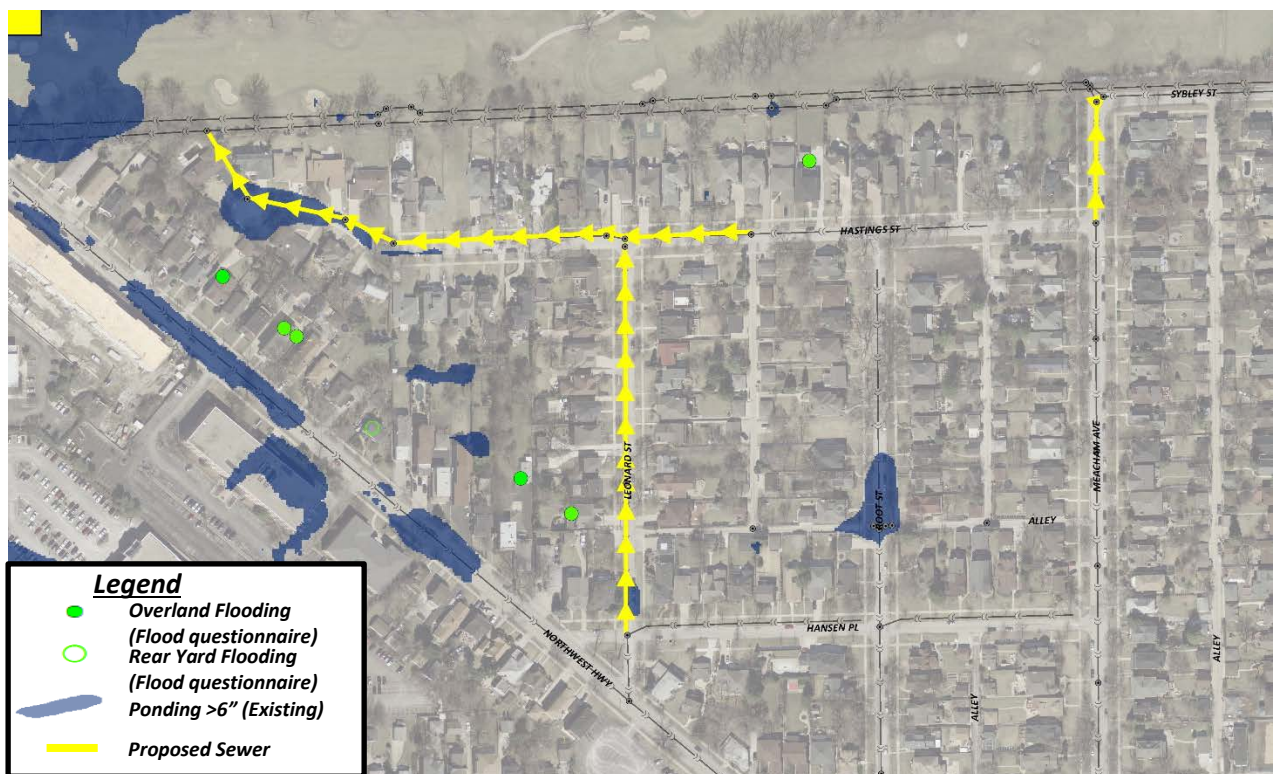 SYBLEY ST
HASTINGS ST
LEONARD ST
MEACHAM AVE
ROOT ST
ALLEY
HANSEN PL
NORTHWEST HWY
ALLEY
ALLEY
Legend
Overland Flooding
(Flood questionnaire)
Rear Yard Flooding
(Flood questionnaire)
Ponding >6” (Existing)
Proposed Sewer